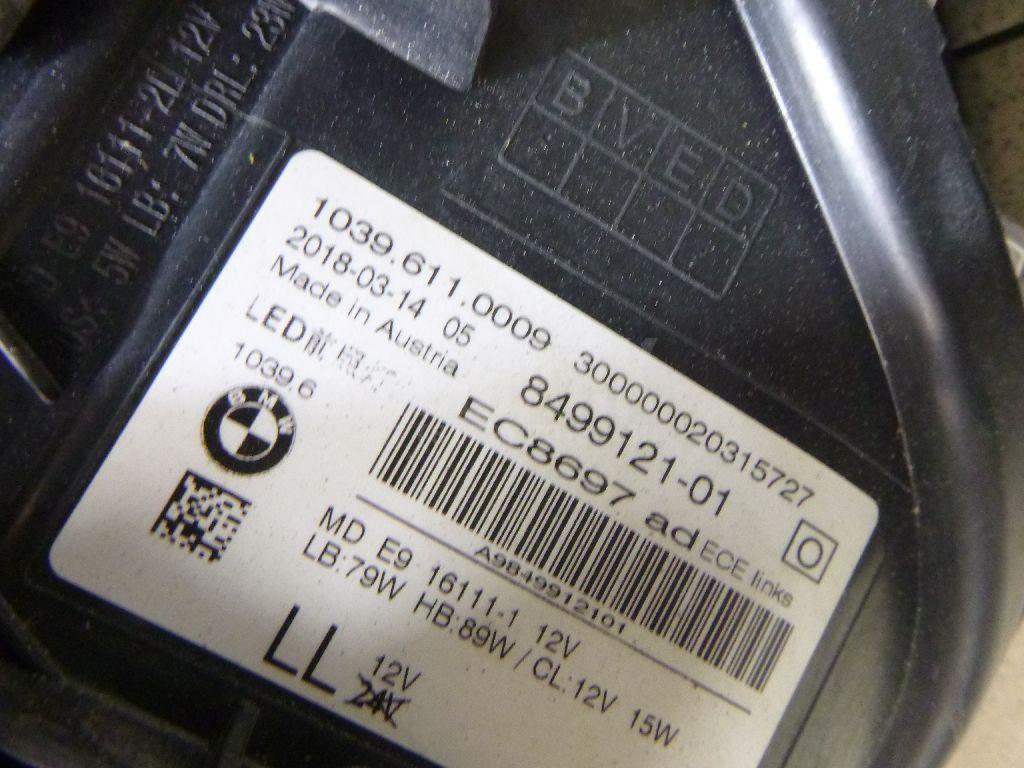 E9 16111-2LL 12V
5W LB: 7W DRL: 23W
B V E D
1039.611.0009 300000020315727
2018-03-14 05
Made in Austria 8499121-01
LED EC8697 ad ECE links O
1039.6
BMW
A9849912101
MD E9 16111-1 12V
LB:79W HB:89W / CL:12V 15W
LL 12V
24V